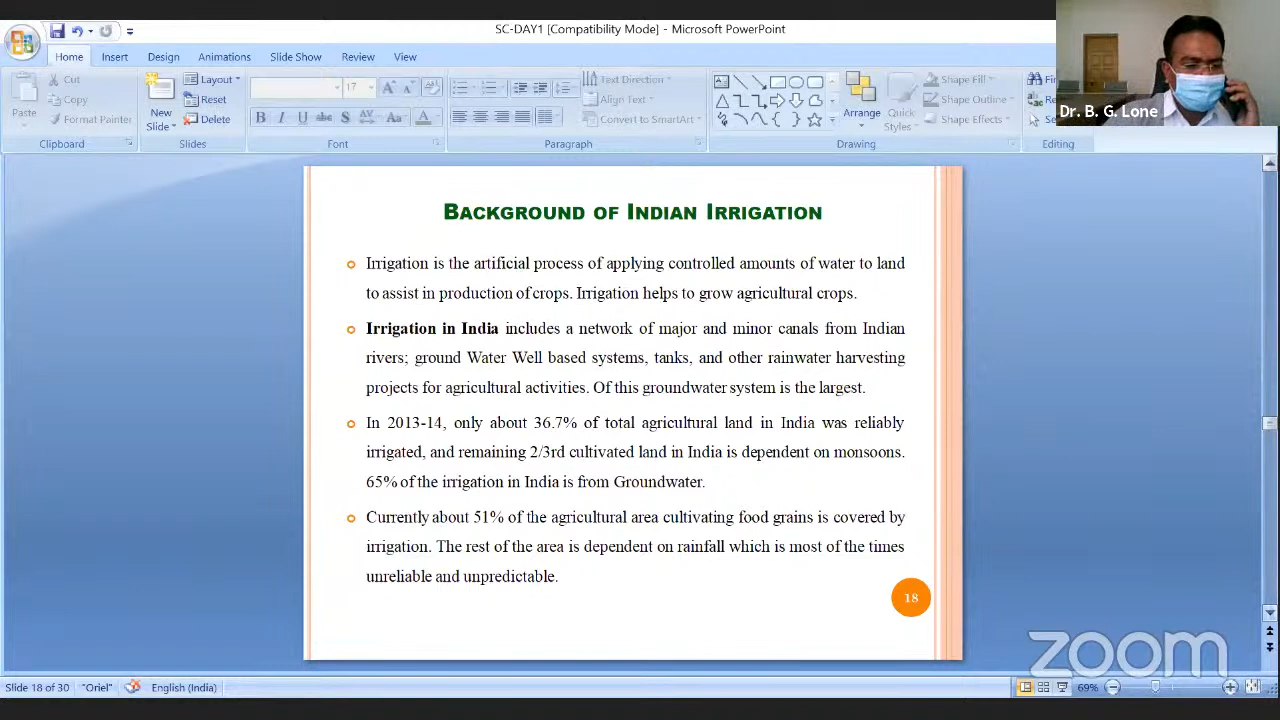 SC-DAY1 [Compatibility Mode] - Microsoft PowerPoint
Home Insert Design Animations Slide Show Review View
Paste
Cut
Copy
Format Painter
Clipboard
New Slide
Layout
Reset
Delete
Slides
17
B I U abc S AV Aa A
Font
Text Direction
Align Text
Convert to SmartArt
Paragraph
Arrange
Quick Styles
Shape Fill
Shape Outline
Shape Effects
Drawing
Editing
Dr. B. G. Lone
BACKGROUND OF INDIAN IRRIGATION
Irrigation is the artificial process of applying controlled amounts of water to land
to assist in production of crops. Irrigation helps to grow agricultural crops.
Irrigation in India includes a network of major and minor canals from Indian
rivers; ground Water Well based systems, tanks, and other rainwater harvesting
projects for agricultural activities. Of this groundwater system is the largest.
In 2013-14, only about 36.7% of total agricultural land in India was reliably
irrigated, and remaining 2/3rd cultivated land in India is dependent on monsoons.
65% of the irrigation in India is from Groundwater.
Currently about 51% of the agricultural area cultivating food grains is covered by
irrigation. The rest of the area is dependent on rainfall which is most of the times
unreliable and unpredictable.
18
zoom
Slide 18 of 30 "Oriel" English (India) 69%